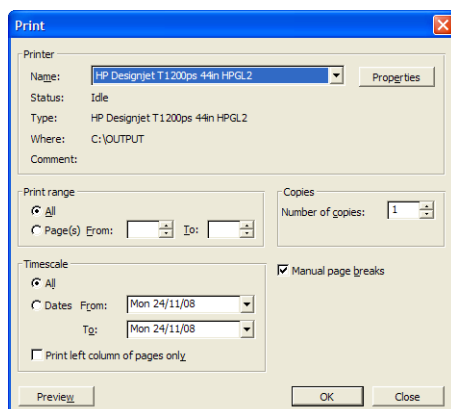 Print
Printer
Name: HP Designjet T1200ps 44in HPGL2 Properties
Status: Idle
Type: HP Designjet T1200ps 44in HPGL2
Where: C:\OUTPUT
Comment:
Print range
All
Page(s) From: To:
Copies
Number of copies: 1
Timescale
All
Dates From: Mon 24/11/08
To: Mon 24/11/08
Print left column of pages only
Manual page breaks
Preview OK Close